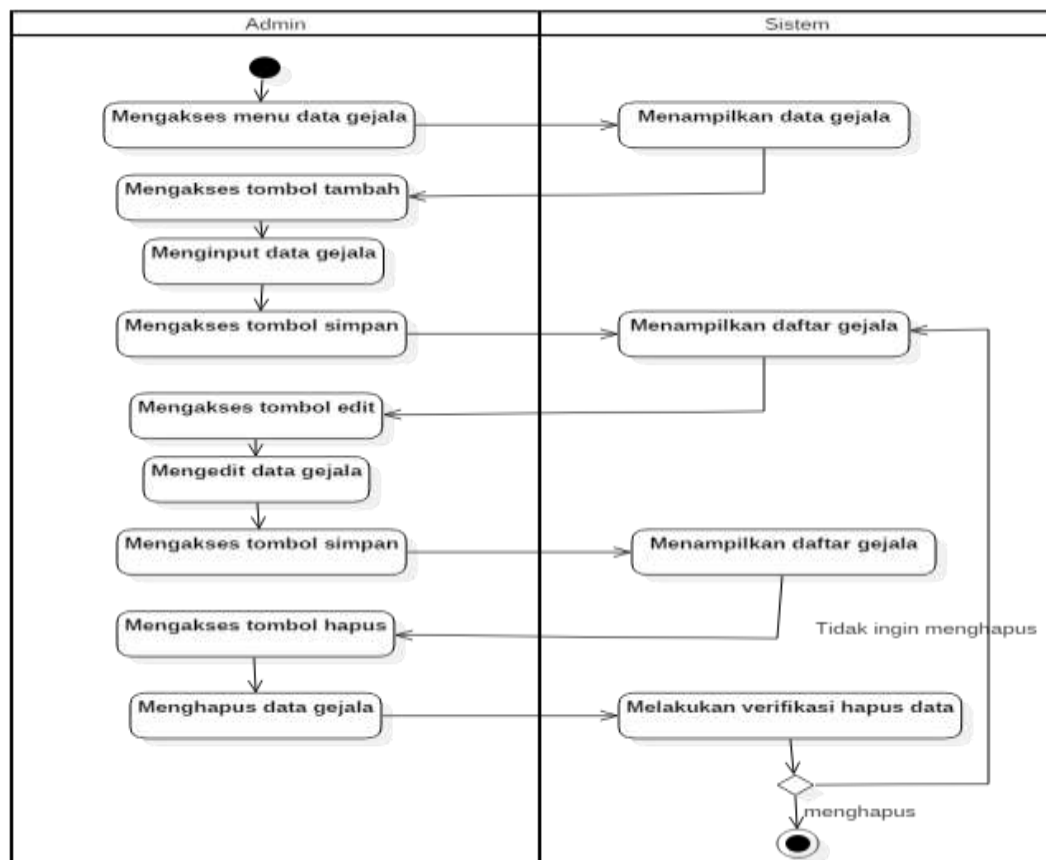 Admin
Sistem
Mengakses menu data gejala
Menampilkan data gejala
Mengakses tombol tambah
Menginput data gejala
Mengakses tombol simpan
Menampilkan daftar gejala
Mengakses tombol edit
Mengedit data gejala
Mengakses tombol simpan
Menampilkan daftar gejala
Mengakses tombol hapus
Tidak ingin menghapus
Menghapus data gejala
Melakukan verifikasi hapus data
menghapus